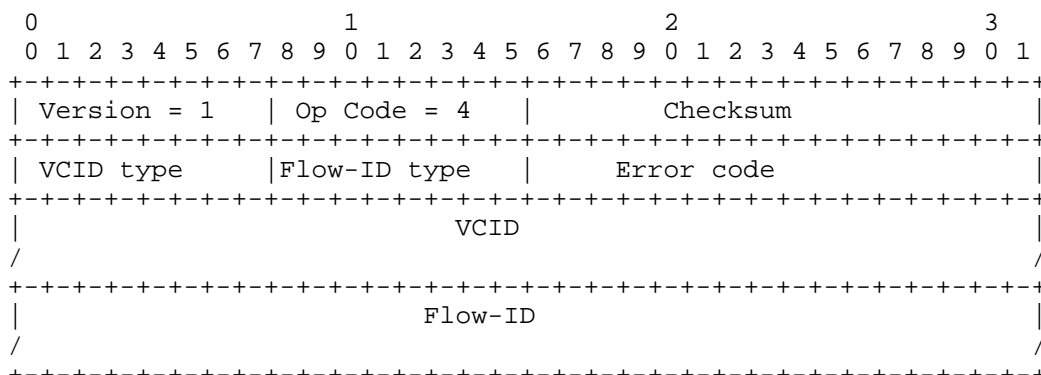 0                   1                   2                   3
 0 1 2 3 4 5 6 7 8 9 0 1 2 3 4 5 6 7 8 9 0 1 2 3 4 5 6 7 8 9 0 1
+-+-+-+-+-+-+-+-+-+-+-+-+-+-+-+-+-+-+-+-+-+-+-+-+-+-+-+-+-+-+-+-+
| Version = 1   | Op Code = 4   |        Checksum               |
+-+-+-+-+-+-+-+-+-+-+-+-+-+-+-+-+-+-+-+-+-+-+-+-+-+-+-+-+-+-+-+-+
| VCID type     |Flow-ID type   |     Error code                |
+-+-+-+-+-+-+-+-+-+-+-+-+-+-+-+-+-+-+-+-+-+-+-+-+-+-+-+-+-+-+-+-+
|                           VCID                                |
/                                                               /
+-+-+-+-+-+-+-+-+-+-+-+-+-+-+-+-+-+-+-+-+-+-+-+-+-+-+-+-+-+-+-+-+
|                         Flow-ID                               |
/                                                               /
+-+-+-+-+-+-+-+-+-+-+-+-+-+-+-+-+-+-+-+-+-+-+-+-+-+-+-+-+-+-+-+-+